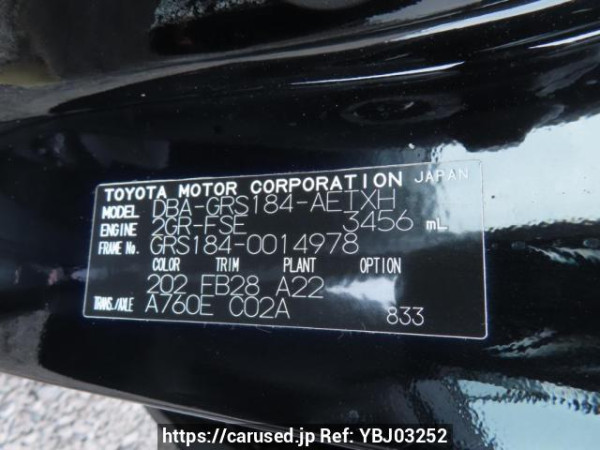 TOYOTA MOTOR CORPORATION JAPAN
MODEL DBA-GRS184-AETXH
ENGINE 2GR-FSE 3456 mL
FRAME No. GRS184-0014978
COLOR TRIM PLANT OPTION
202 FB28 A22
TRANS./AXLE A760E C02A 833
https://carused.jp Ref: YBJ03252